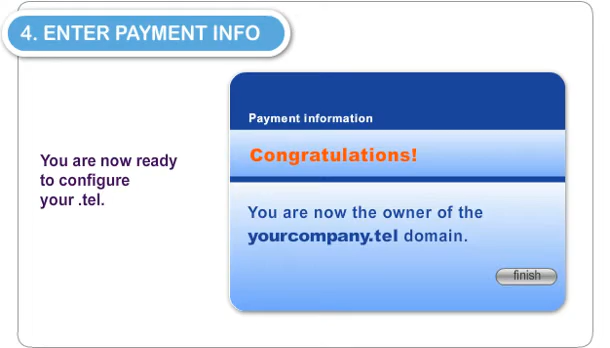 4. ENTER PAYMENT INFO
You are now ready
to configure
your .tel.
Payment information
Congratulations!
You are now the owner of the
yourcompany.tel domain.
finish